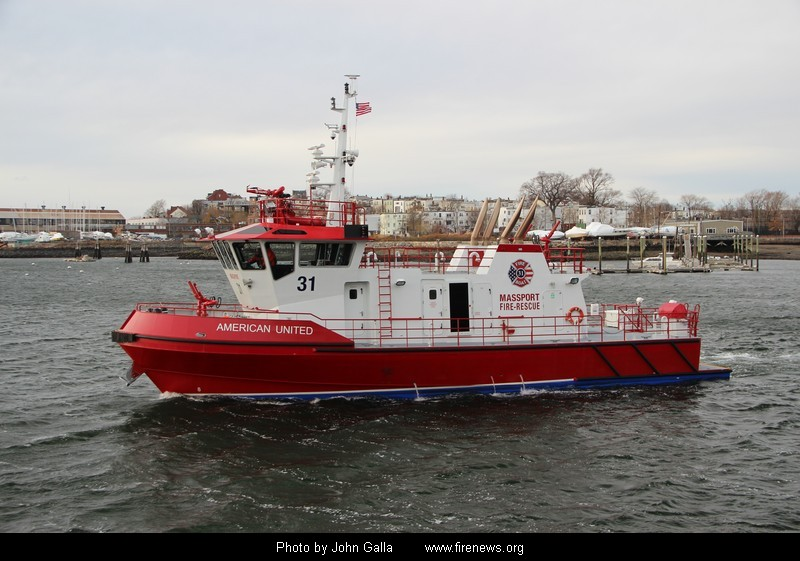 31
MASSPORT
FIRE-RESCUE
AMERICAN UNITED
Photo by John Galla www.firenews.org